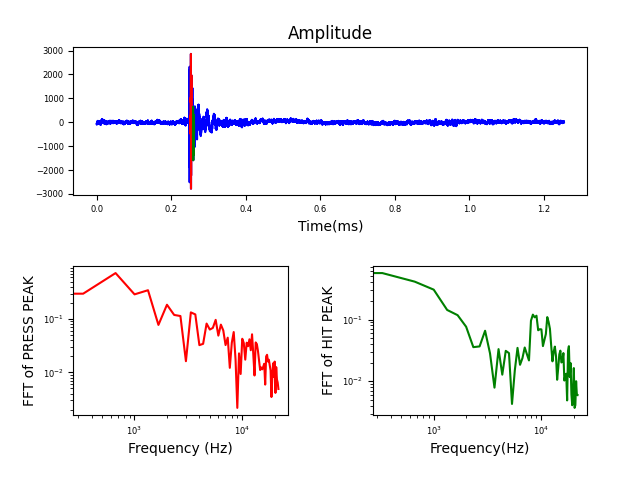 Amplitude
3000
2000
1000
0
−1000
−2000
−3000
0.0 0.2 0.4 0.6 0.8 1.0 1.2
Time(ms)
FFT of PRESS PEAK
10⁻¹
10⁻²
10³ 10⁴
Frequency (Hz)
FFT of HIT PEAK
10⁻¹
10⁻²
10³ 10⁴
Frequency(Hz)